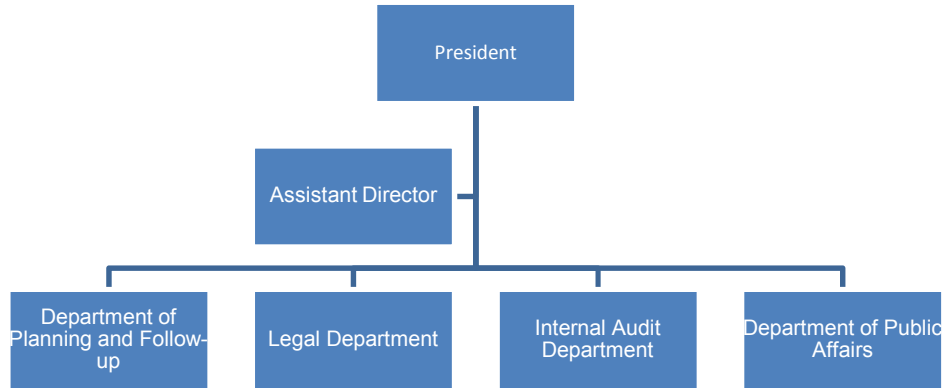 President
Assistant Director
Department of
Planning and Follow-
up
Legal Department
Internal Audit
Department
Department of Public
Affairs